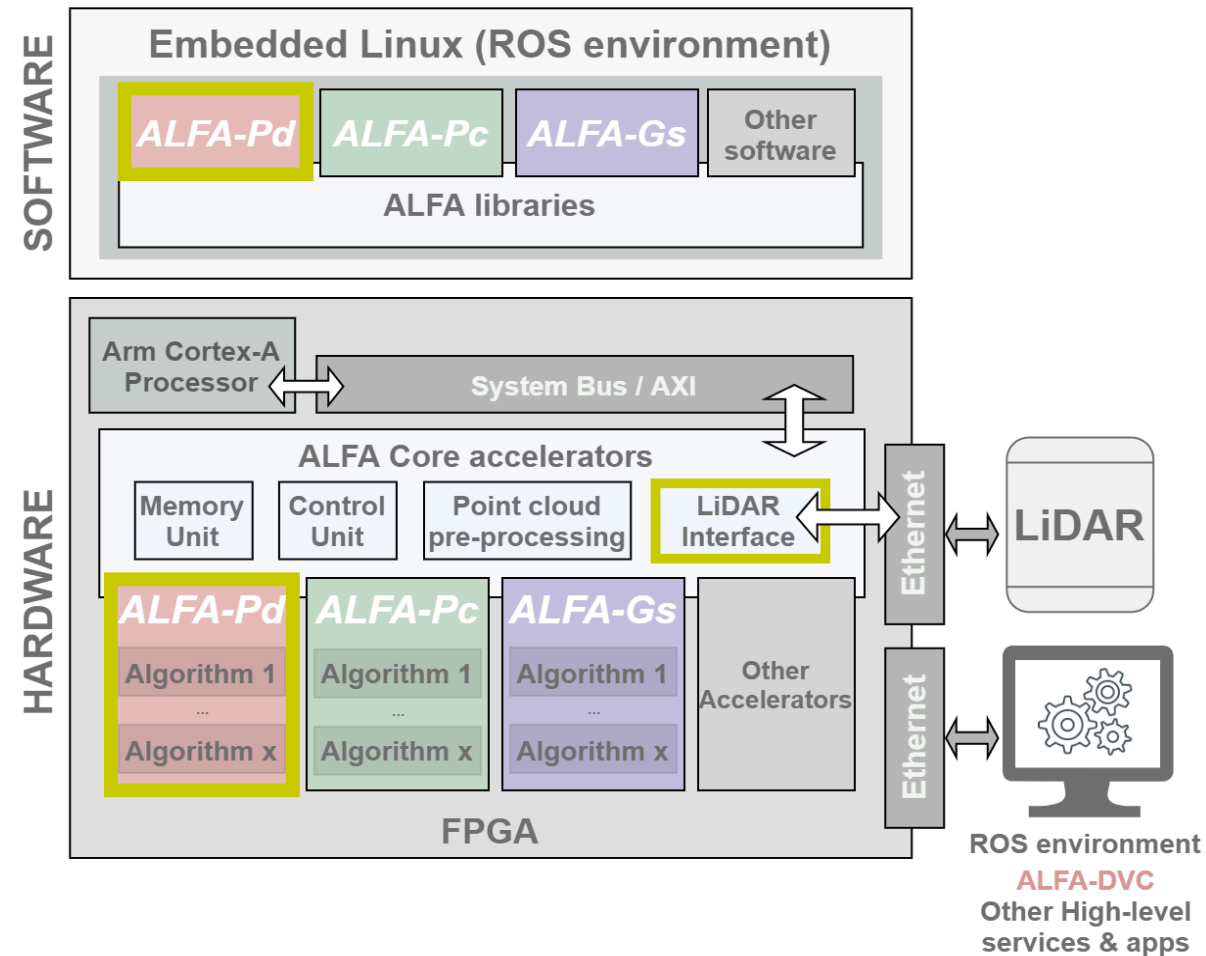 SOFTWARE
Embedded Linux (ROS environment)
ALFA-Pd
ALFA-Pc
ALFA-Gs
Other
software
ALFA libraries
HARDWARE
Arm Cortex-A
Processor
System Bus / AXI
ALFA Core accelerators
Memory
Unit
Control
Unit
Point cloud
pre-processing
LiDAR
Interface
Ethernet
LiDAR
ALFA-Pd
Algorithm 1
...
Algorithm x
ALFA-Pc
Algorithm 1
...
Algorithm x
ALFA-Gs
Algorithm 1
...
Algorithm x
Other
Accelerators
Ethernet
FPGA
ROS environment
ALFA-DVC
Other High-level
services & apps